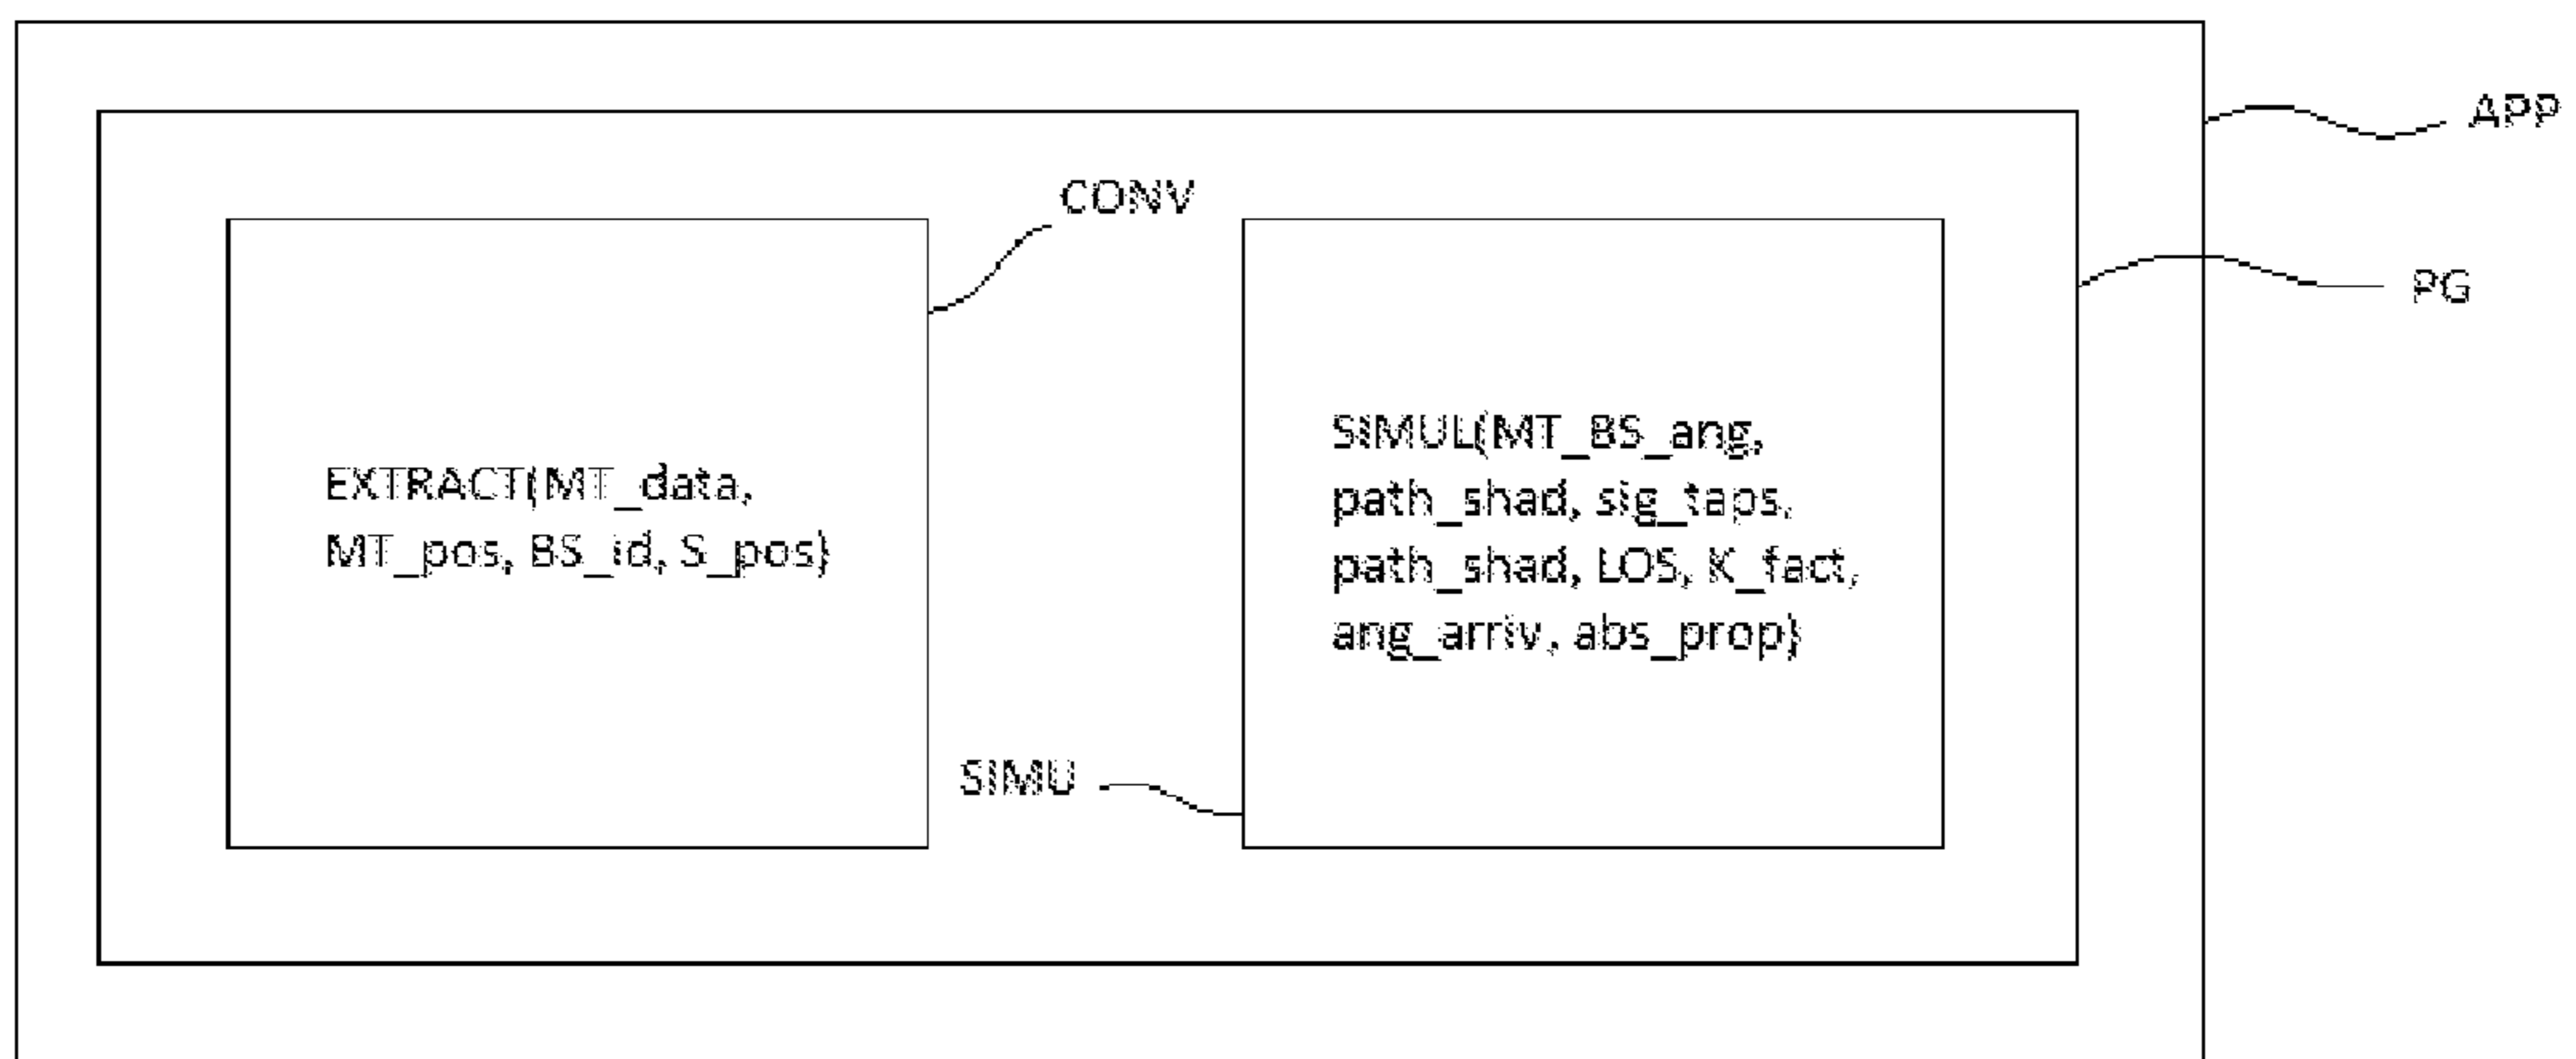 APP
CONV
PG
EXTRACT(MT_data,
MT_pos, BS_id, S_pos)
SIMUL(MT_BS_ang,
path_shad, sig_taps,
path_shad, LOS, K_fact,
ang_arriv, abs_prop)
SIMU